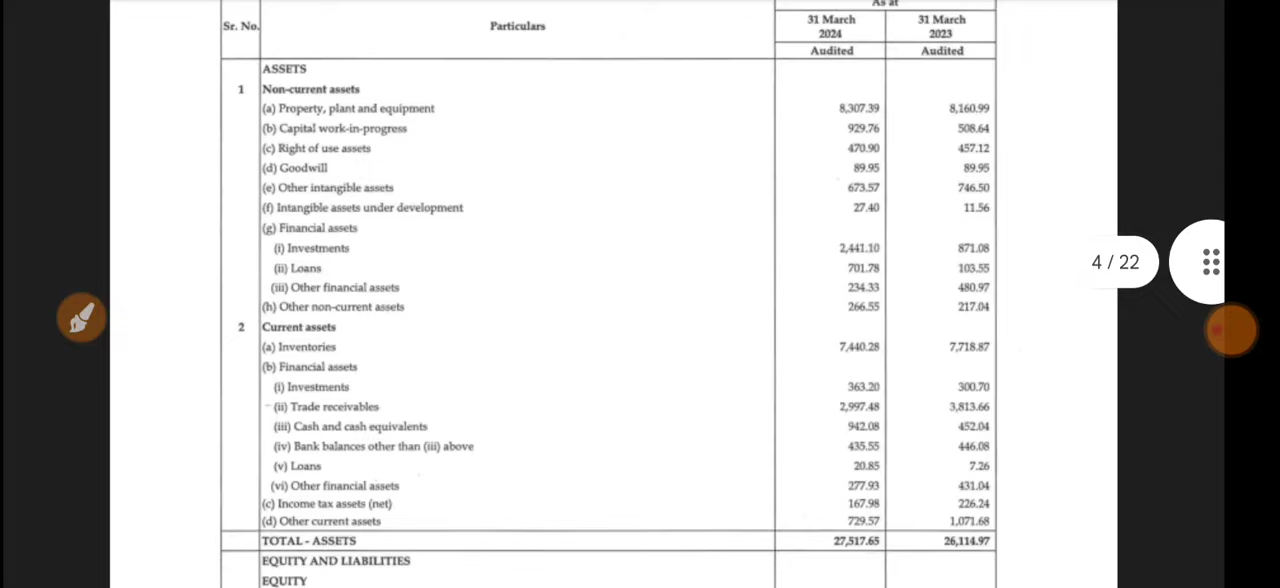 As at
Sr. No. Particulars 31 March 2024 31 March 2023
Audited Audited
ASSETS
1 Non-current assets
(a) Property, plant and equipment 8,307.39 8,160.99
(b) Capital work-in-progress 929.76 508.64
(c) Right of use assets 470.90 457.12
(d) Goodwill 89.95 89.95
(e) Other intangible assets 673.57 746.50
(f) Intangible assets under development 27.40 11.56
(g) Financial assets
(i) Investments 2,441.10 871.08
(ii) Loans 701.78 103.55
(iii) Other financial assets 234.33 480.97
(h) Other non-current assets 266.55 217.04
2 Current assets
(a) Inventories 7,440.28 7,718.87
(b) Financial assets
(i) Investments 363.20 300.70
(ii) Trade receivables 2,997.48 3,813.66
(iii) Cash and cash equivalents 942.08 452.04
(iv) Bank balances other than (iii) above 435.55 446.08
(v) Loans 20.85 7.26
(vi) Other financial assets 277.93 431.04
(c) Income tax assets (net) 167.98 226.24
(d) Other current assets 729.57 1,071.68
TOTAL - ASSETS 27,517.65 26,114.97
EQUITY AND LIABILITIES
EQUITY
4 / 22